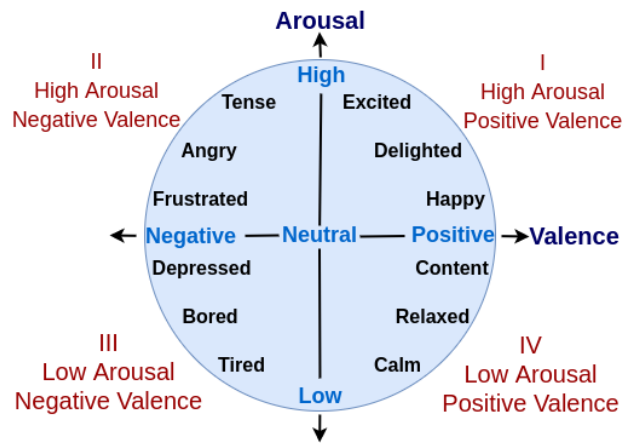 Arousal
II
High Arousal
Negative Valence
I
High Arousal
Positive Valence
High
Tense
Excited
Angry
Delighted
Frustrated
Happy
Negative
Neutral
Positive
Valence
Depressed
Content
Bored
Relaxed
Tired
Calm
Low
III
Low Arousal
Negative Valence
IV
Low Arousal
Positive Valence